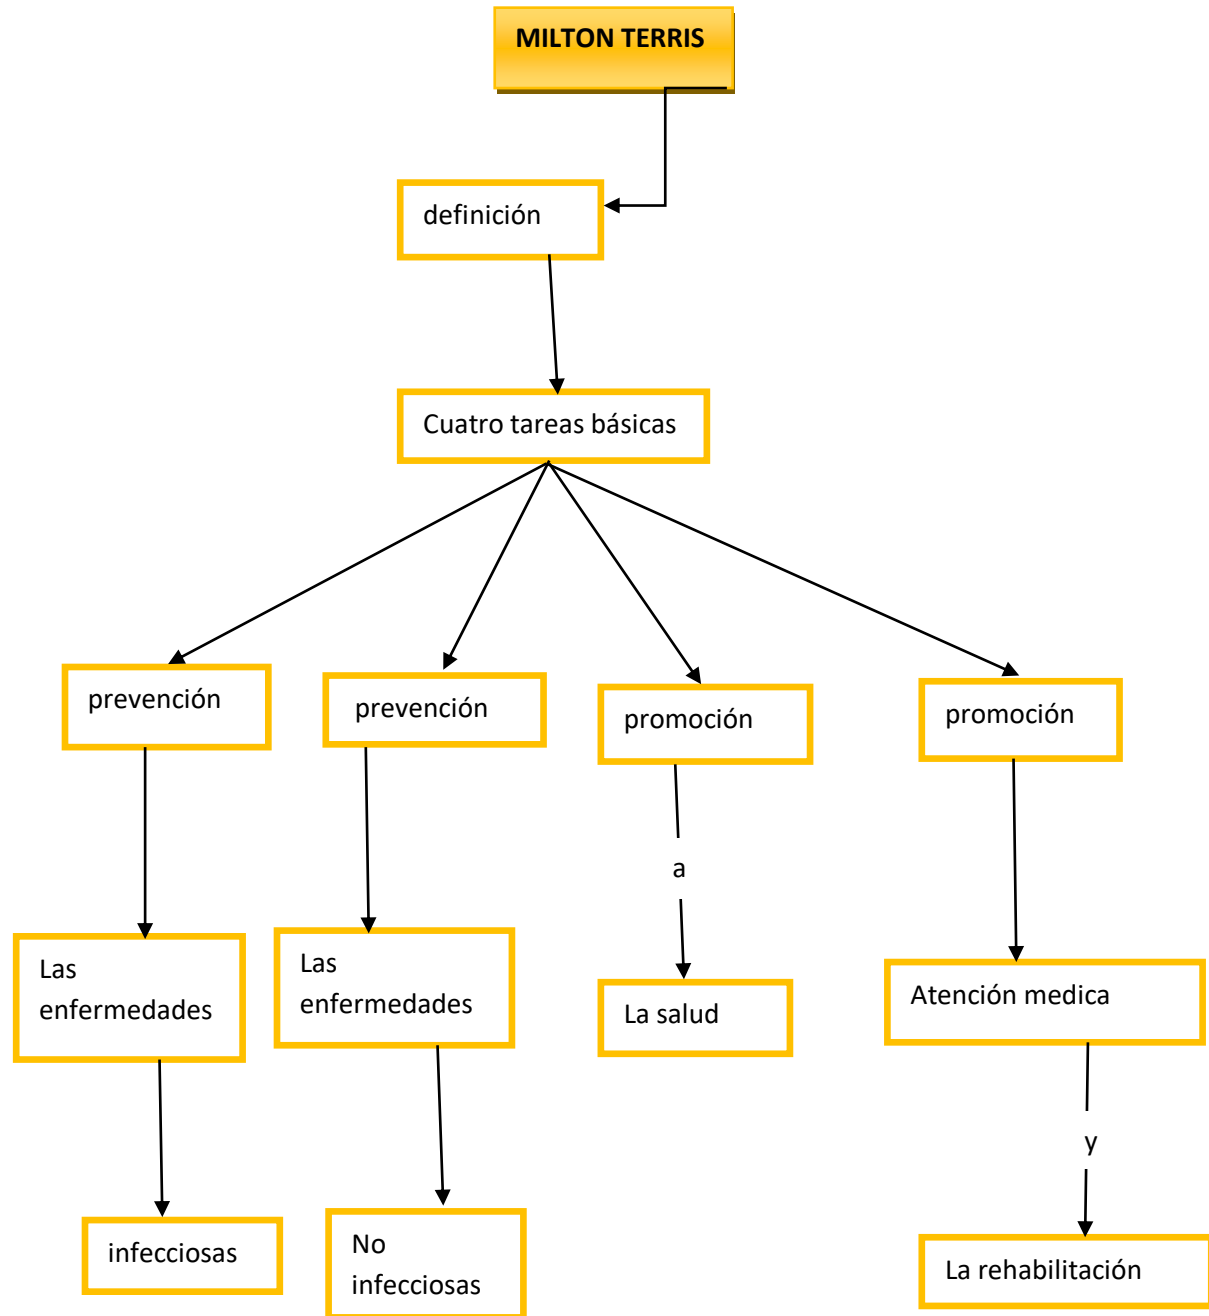 MILTON TERRIS
definición
Cuatro tareas básicas
prevención
prevención
promoción
promoción
a
Las
enfermedades
Las
enfermedades
La salud
Atención medica
y
infecciosas
No
infecciosas
La rehabilitación